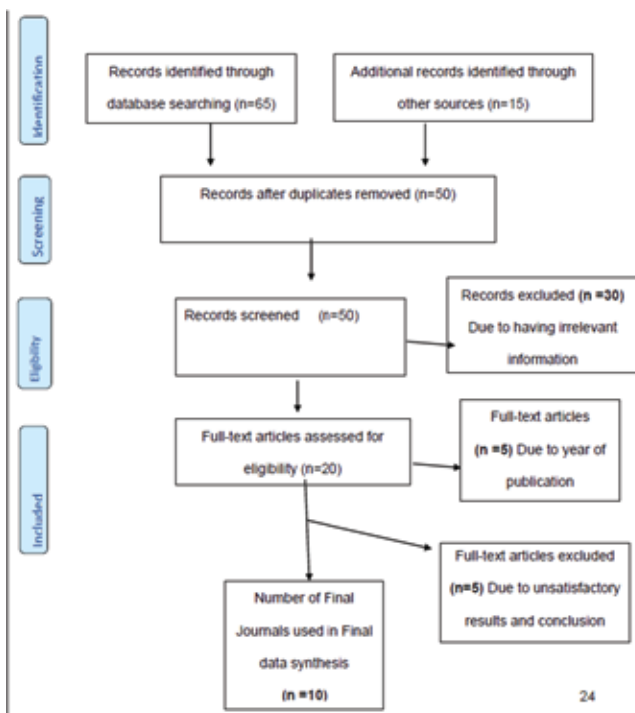 Identification
Records identified through
database searching (n=65)
Additional records identified through
other sources (n=15)
Screening
Records after duplicates removed (n=50)
Eligibility
Records screened (n=50)
Records excluded (n =30)
Due to having irrelevant
information
Included
Full-text articles assessed for
eligibility (n=20)
Full-text articles
(n =5) Due to year of
publication
Full-text articles excluded
(n=5) Due to unsatisfactory
results and conclusion
Number of Final
Journals used in Final
data synthesis
(n =10)
24